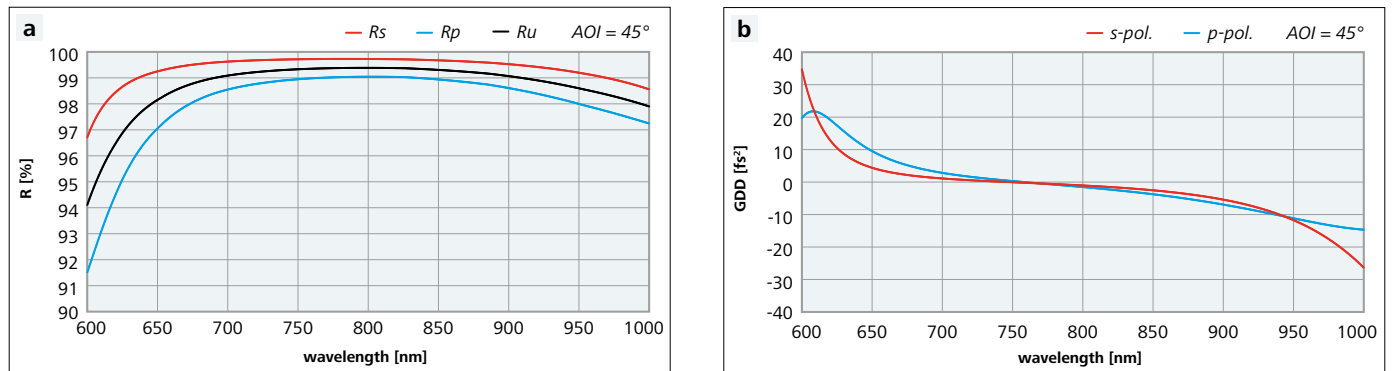 a
Rs Rp Ru AOI = 45°
R [%]
100
99
98
97
96
95
94
93
92
91
90
600 650 700 750 800 850 900 950 1000
wavelength [nm]
b
s-pol. p-pol. AOI = 45°
GDD [fs²]
40
30
20
10
0
-10
-20
-30
-40
600 650 700 750 800 850 900 950 1000
wavelength [nm]